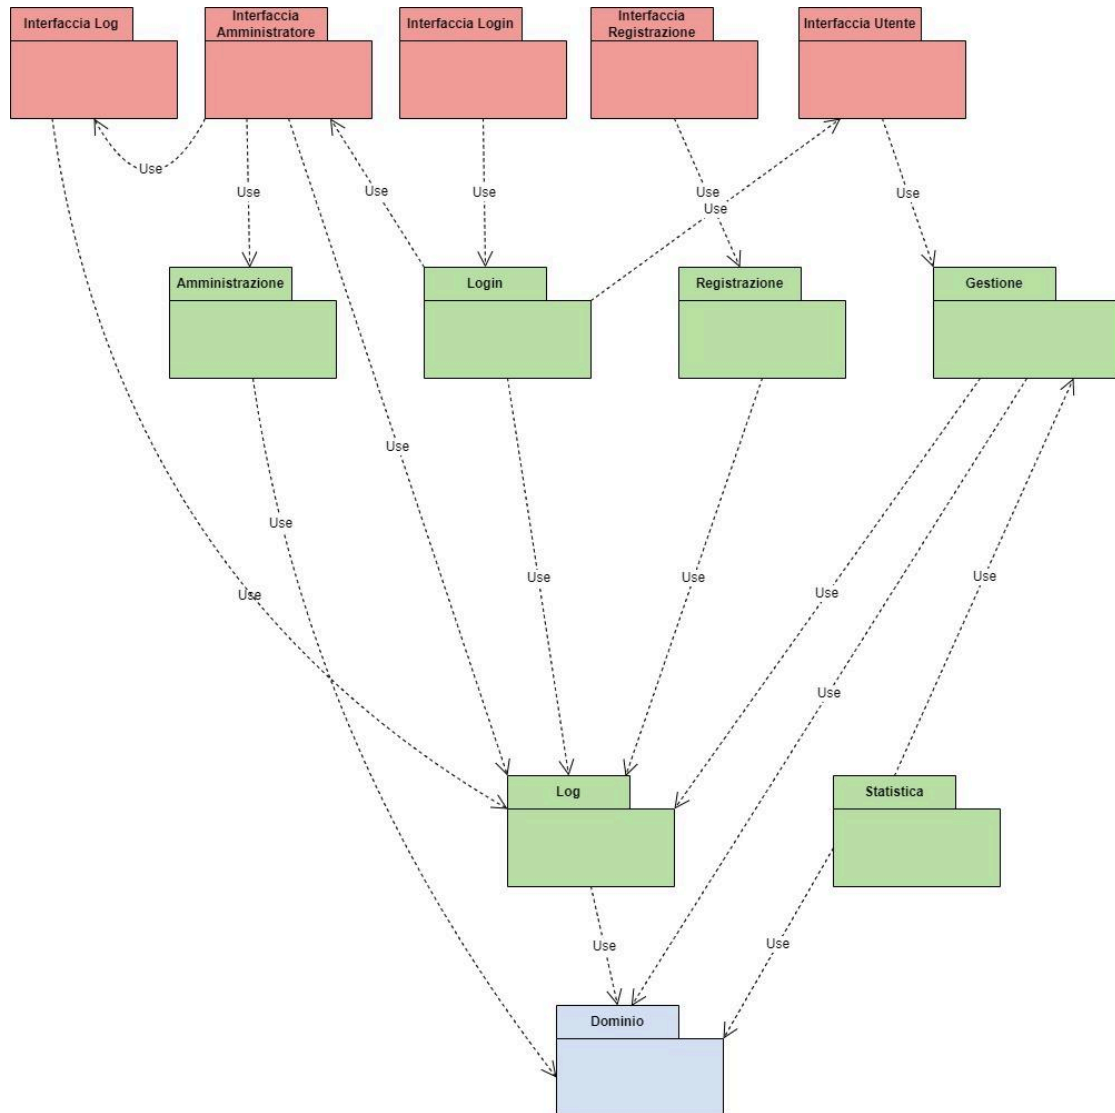 Interfaccia Log
Interfaccia
Amministratore
Interfaccia Login
Interfaccia
Registrazione
Interfaccia Utente
Use
Use
Use
Use
Use
Use
Use
Amministrazione
Login
Registrazione
Gestione
Use
Use
Use
Use
Use
Use
Use
Use
Log
Statistica
Use
Use
Dominio